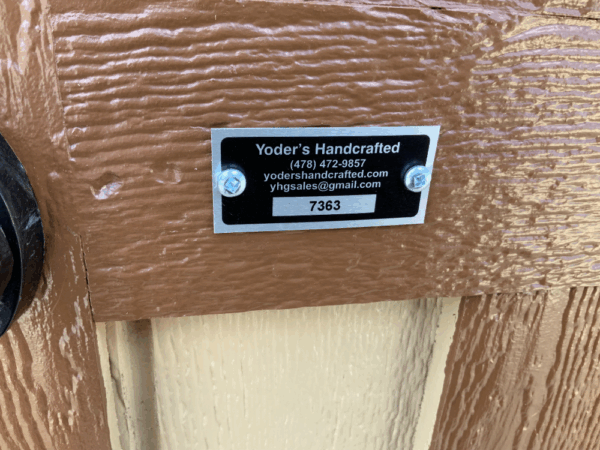 Yoder's Handcrafted
(478) 472-9857
yodershandcrafted.com
yhgsales@gmail.com
7363